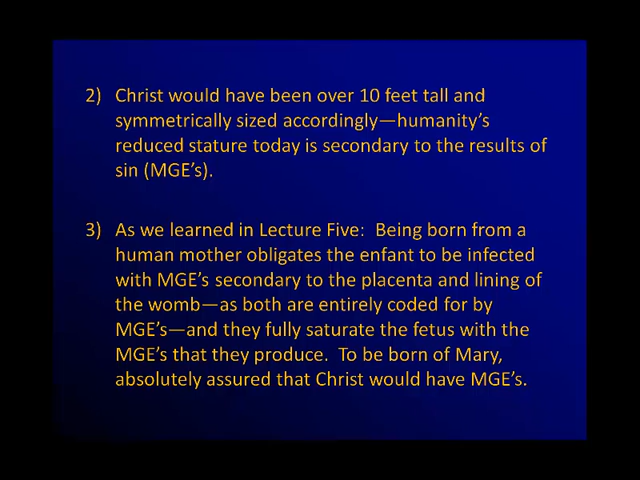 2) Christ would have been over 10 feet tall and
symmetrically sized accordingly—humanity's
reduced stature today is secondary to the results of
sin (MGE's).
3) As we learned in Lecture Five: Being born from a
human mother obligates the enfant to be infected
with MGE's secondary to the placenta and lining of
the womb—as both are entirely coded for by
MGE's—and they fully saturate the fetus with the
MGE's that they produce. To be born of Mary,
absolutely assured that Christ would have MGE's.